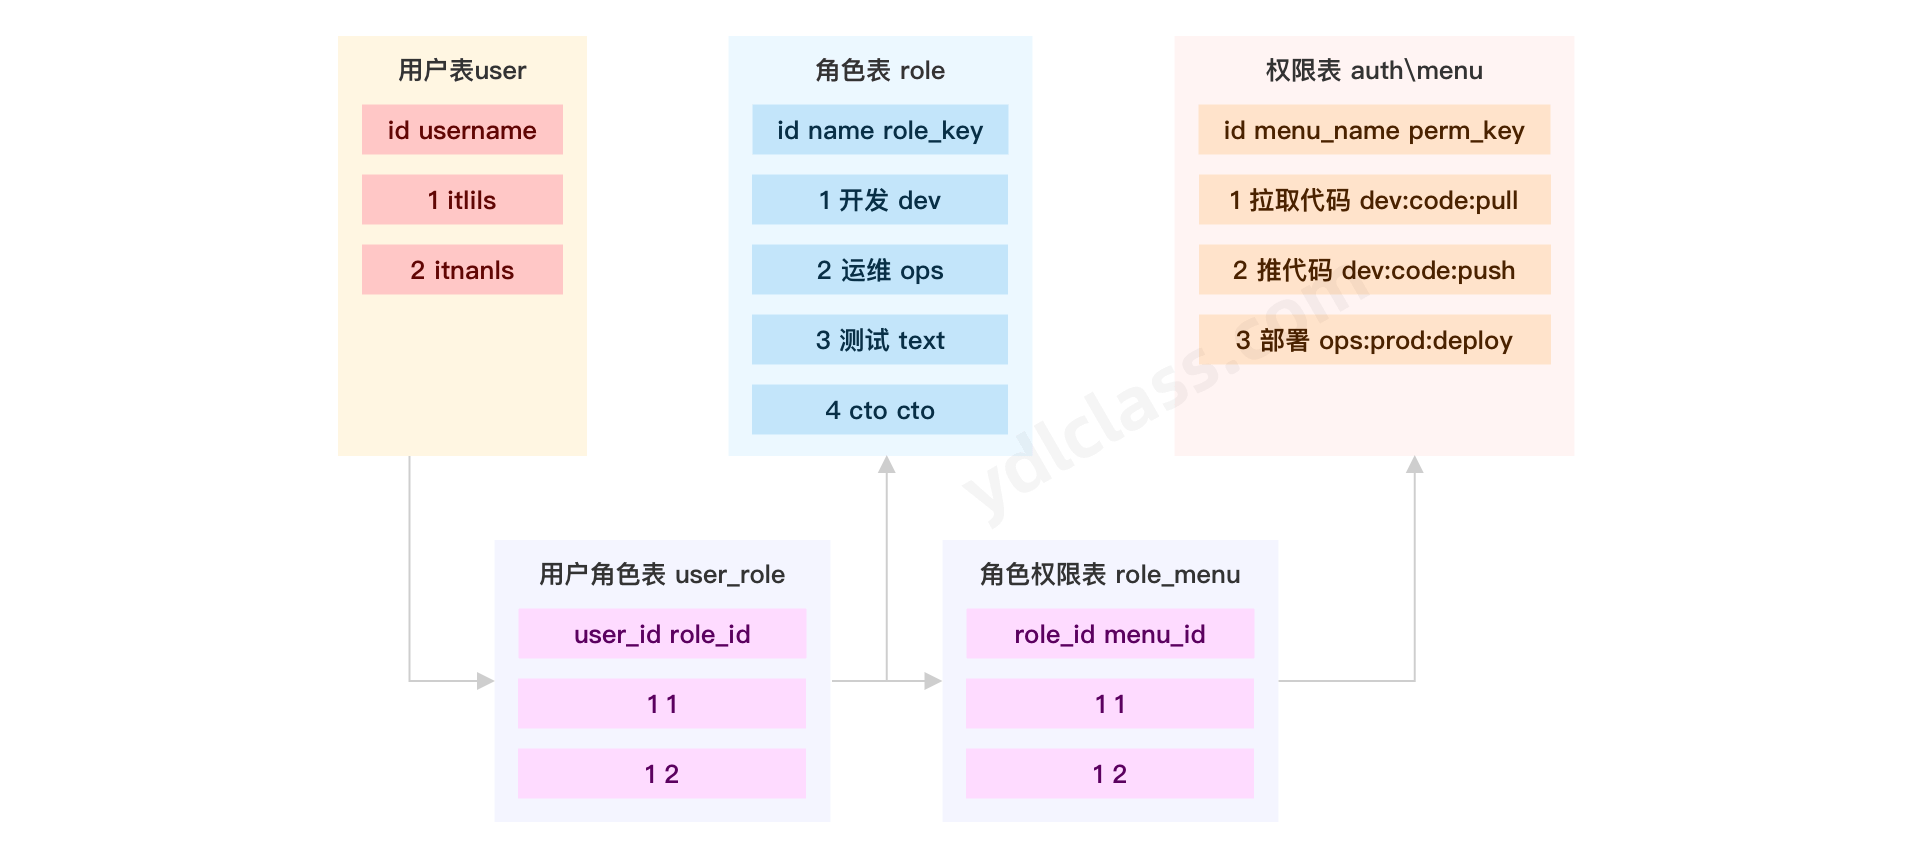 用户表user
id username
1 itlils
2 itnanls
角色表 role
id name role_key
1 开发 dev
2 运维 ops
3 测试 text
4 cto cto
权限表 auth\menu
id menu_name perm_key
1 拉取代码 dev:code:pull
2 推代码 dev:code:push
3 部署 ops:prod:deploy
用户角色表 user_role
user_id role_id
1 1
1 2
角色权限表 role_menu
role_id menu_id
1 1
1 2
ydlclass.com